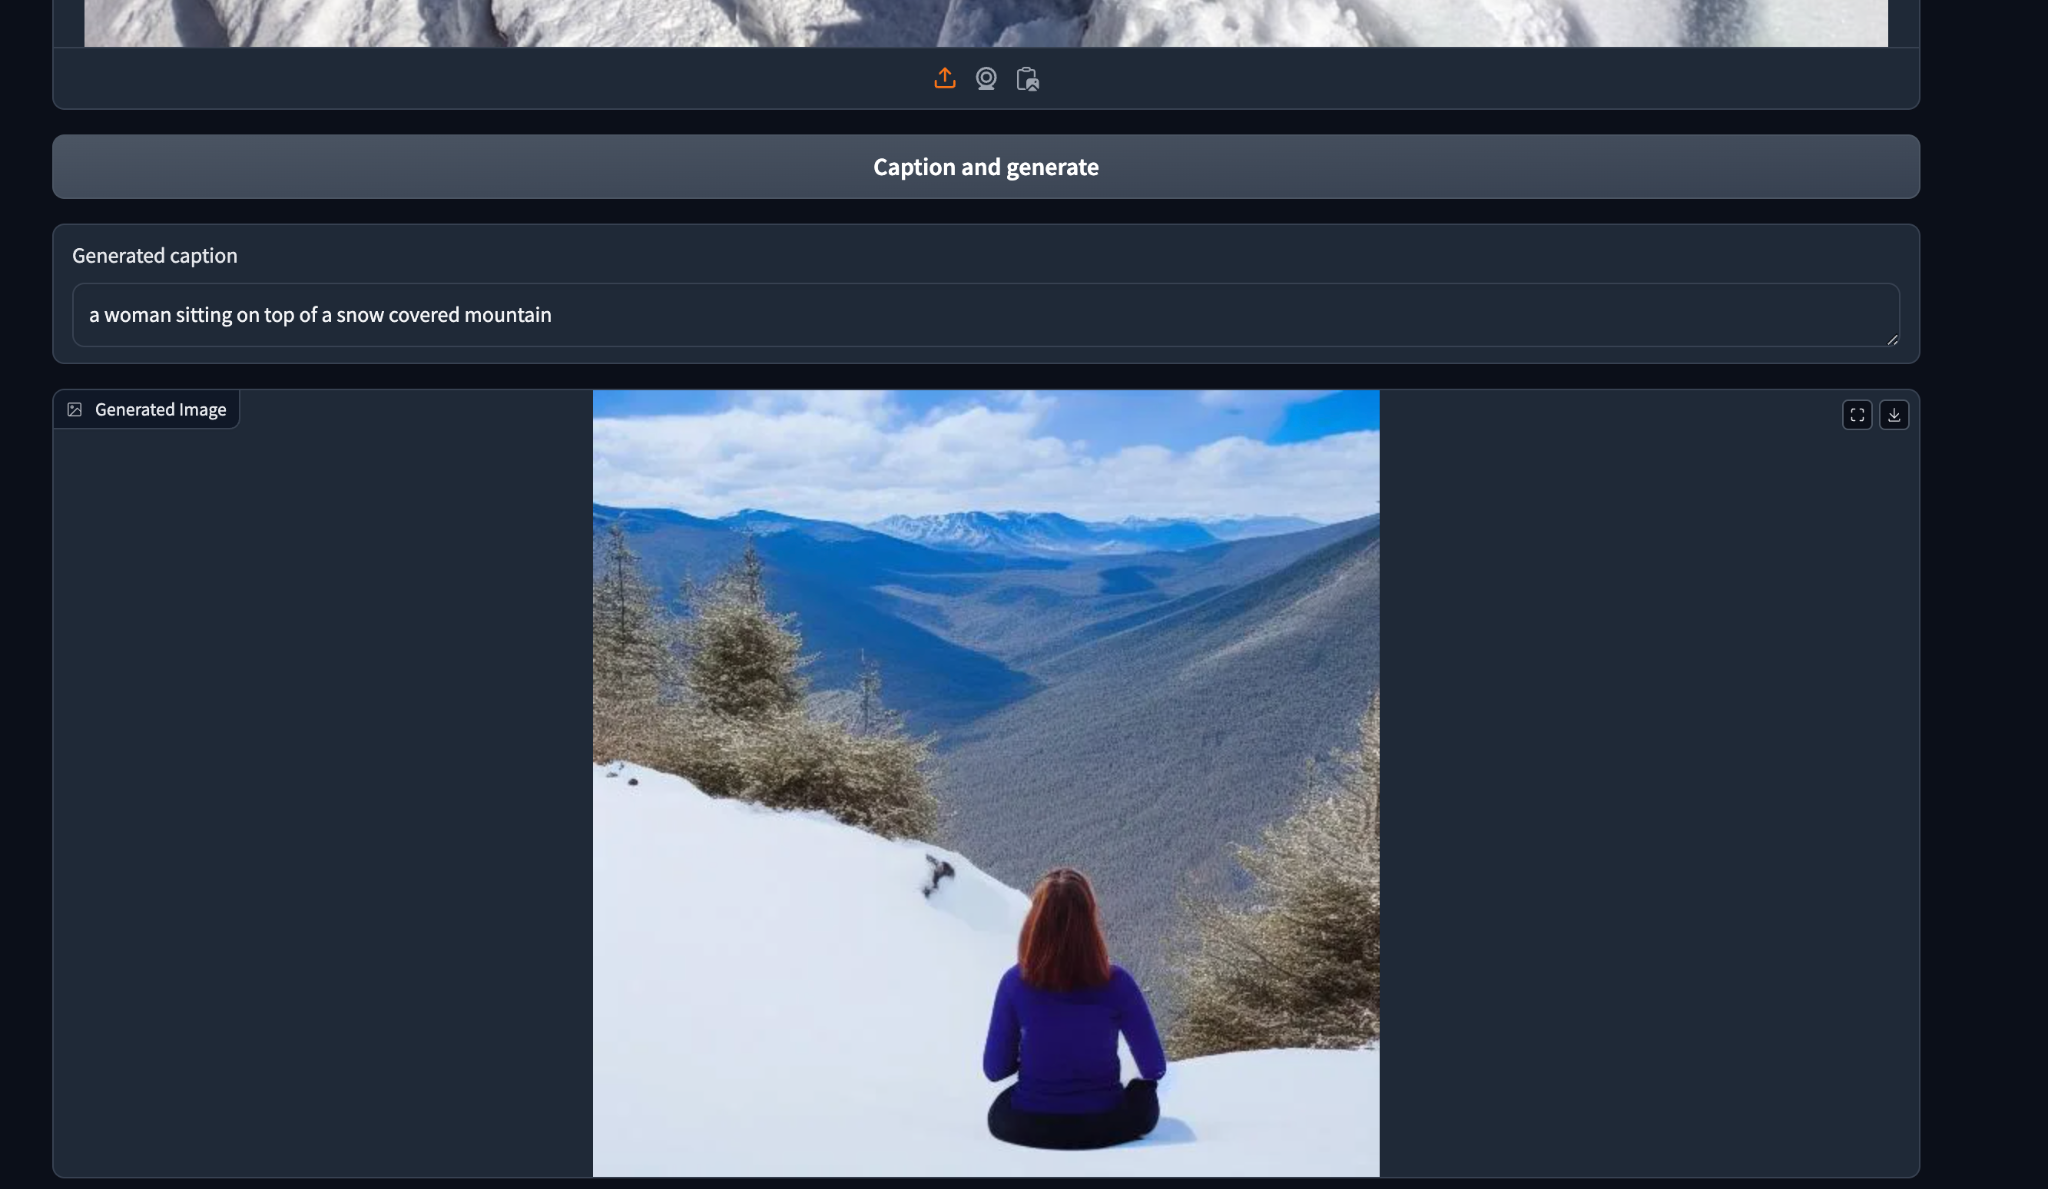 Caption and generate
Generated caption
a woman sitting on top of a snow covered mountain
Generated Image